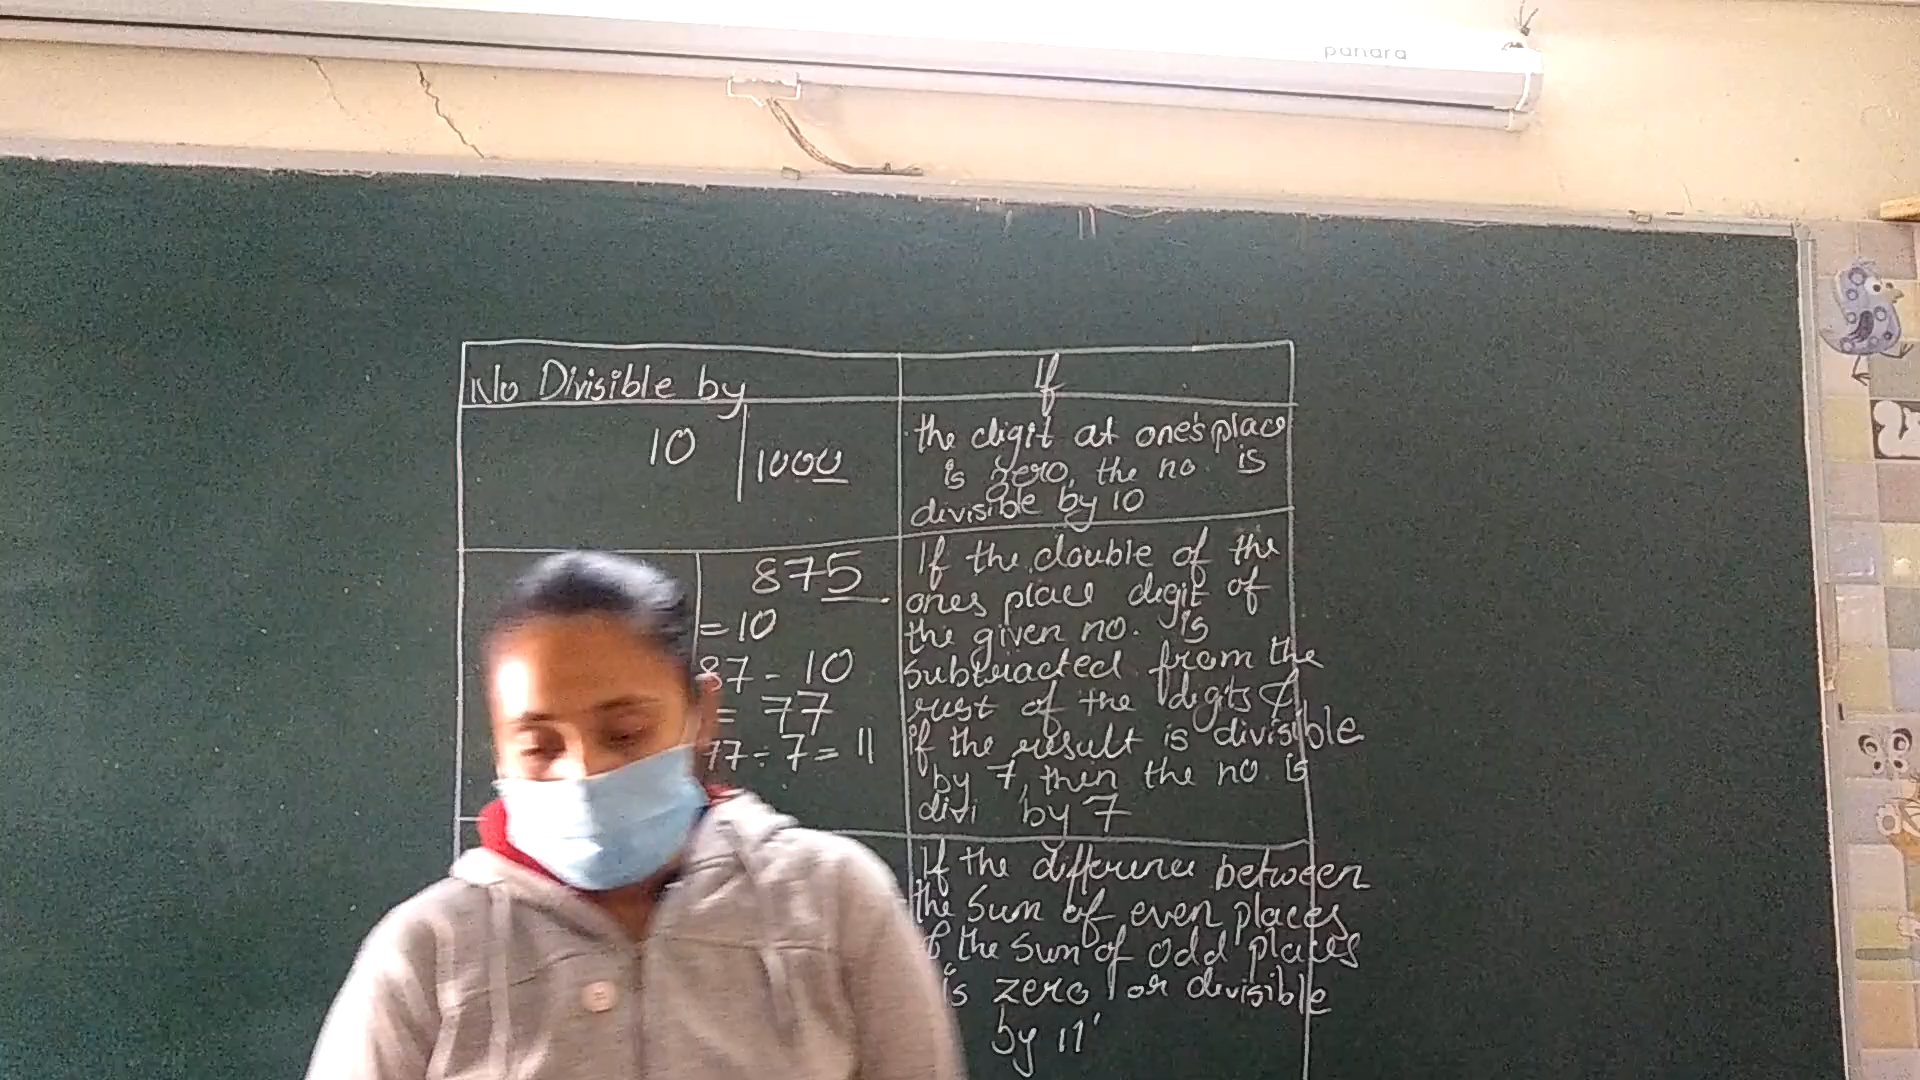 panara
No Divisible by
If
10
1000
the digit at one's place
is zero, the no. is
divisible by 10
875
= 10
87 - 10
= 77
77 ÷ 7 = 11
If the double of the
ones place digit of
the given no. is
subtracted from the
rest of the digits &
if the result is divisible
by 7, then the no. is
divi by 7
If the difference between
the sum of even places
& the sum of odd places
is zero or divisible
by 11